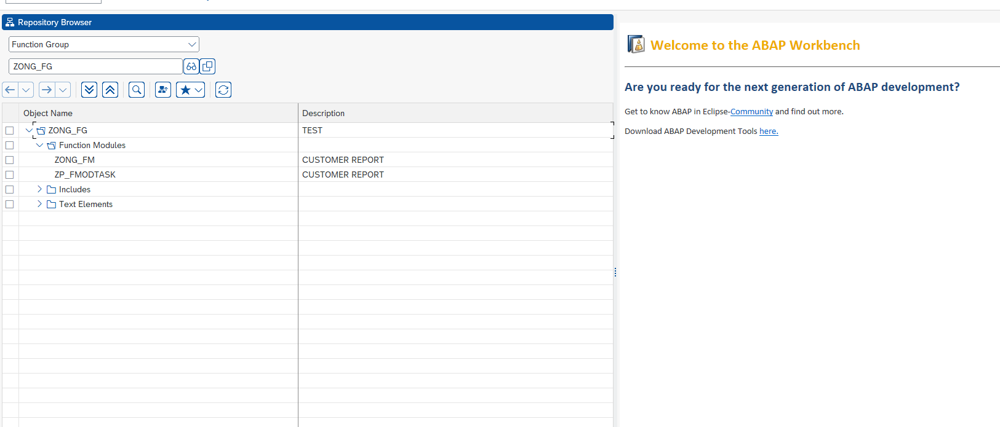 Repository Browser
Function Group
ZONG_FG
Object Name Description
ZONG_FG TEST
Function Modules
ZONG_FM CUSTOMER REPORT
ZP_FMODTASK CUSTOMER REPORT
Includes
Text Elements
Welcome to the ABAP Workbench
Are you ready for the next generation of ABAP development?
Get to know ABAP in Eclipse-Community and find out more.
Download ABAP Development Tools here.